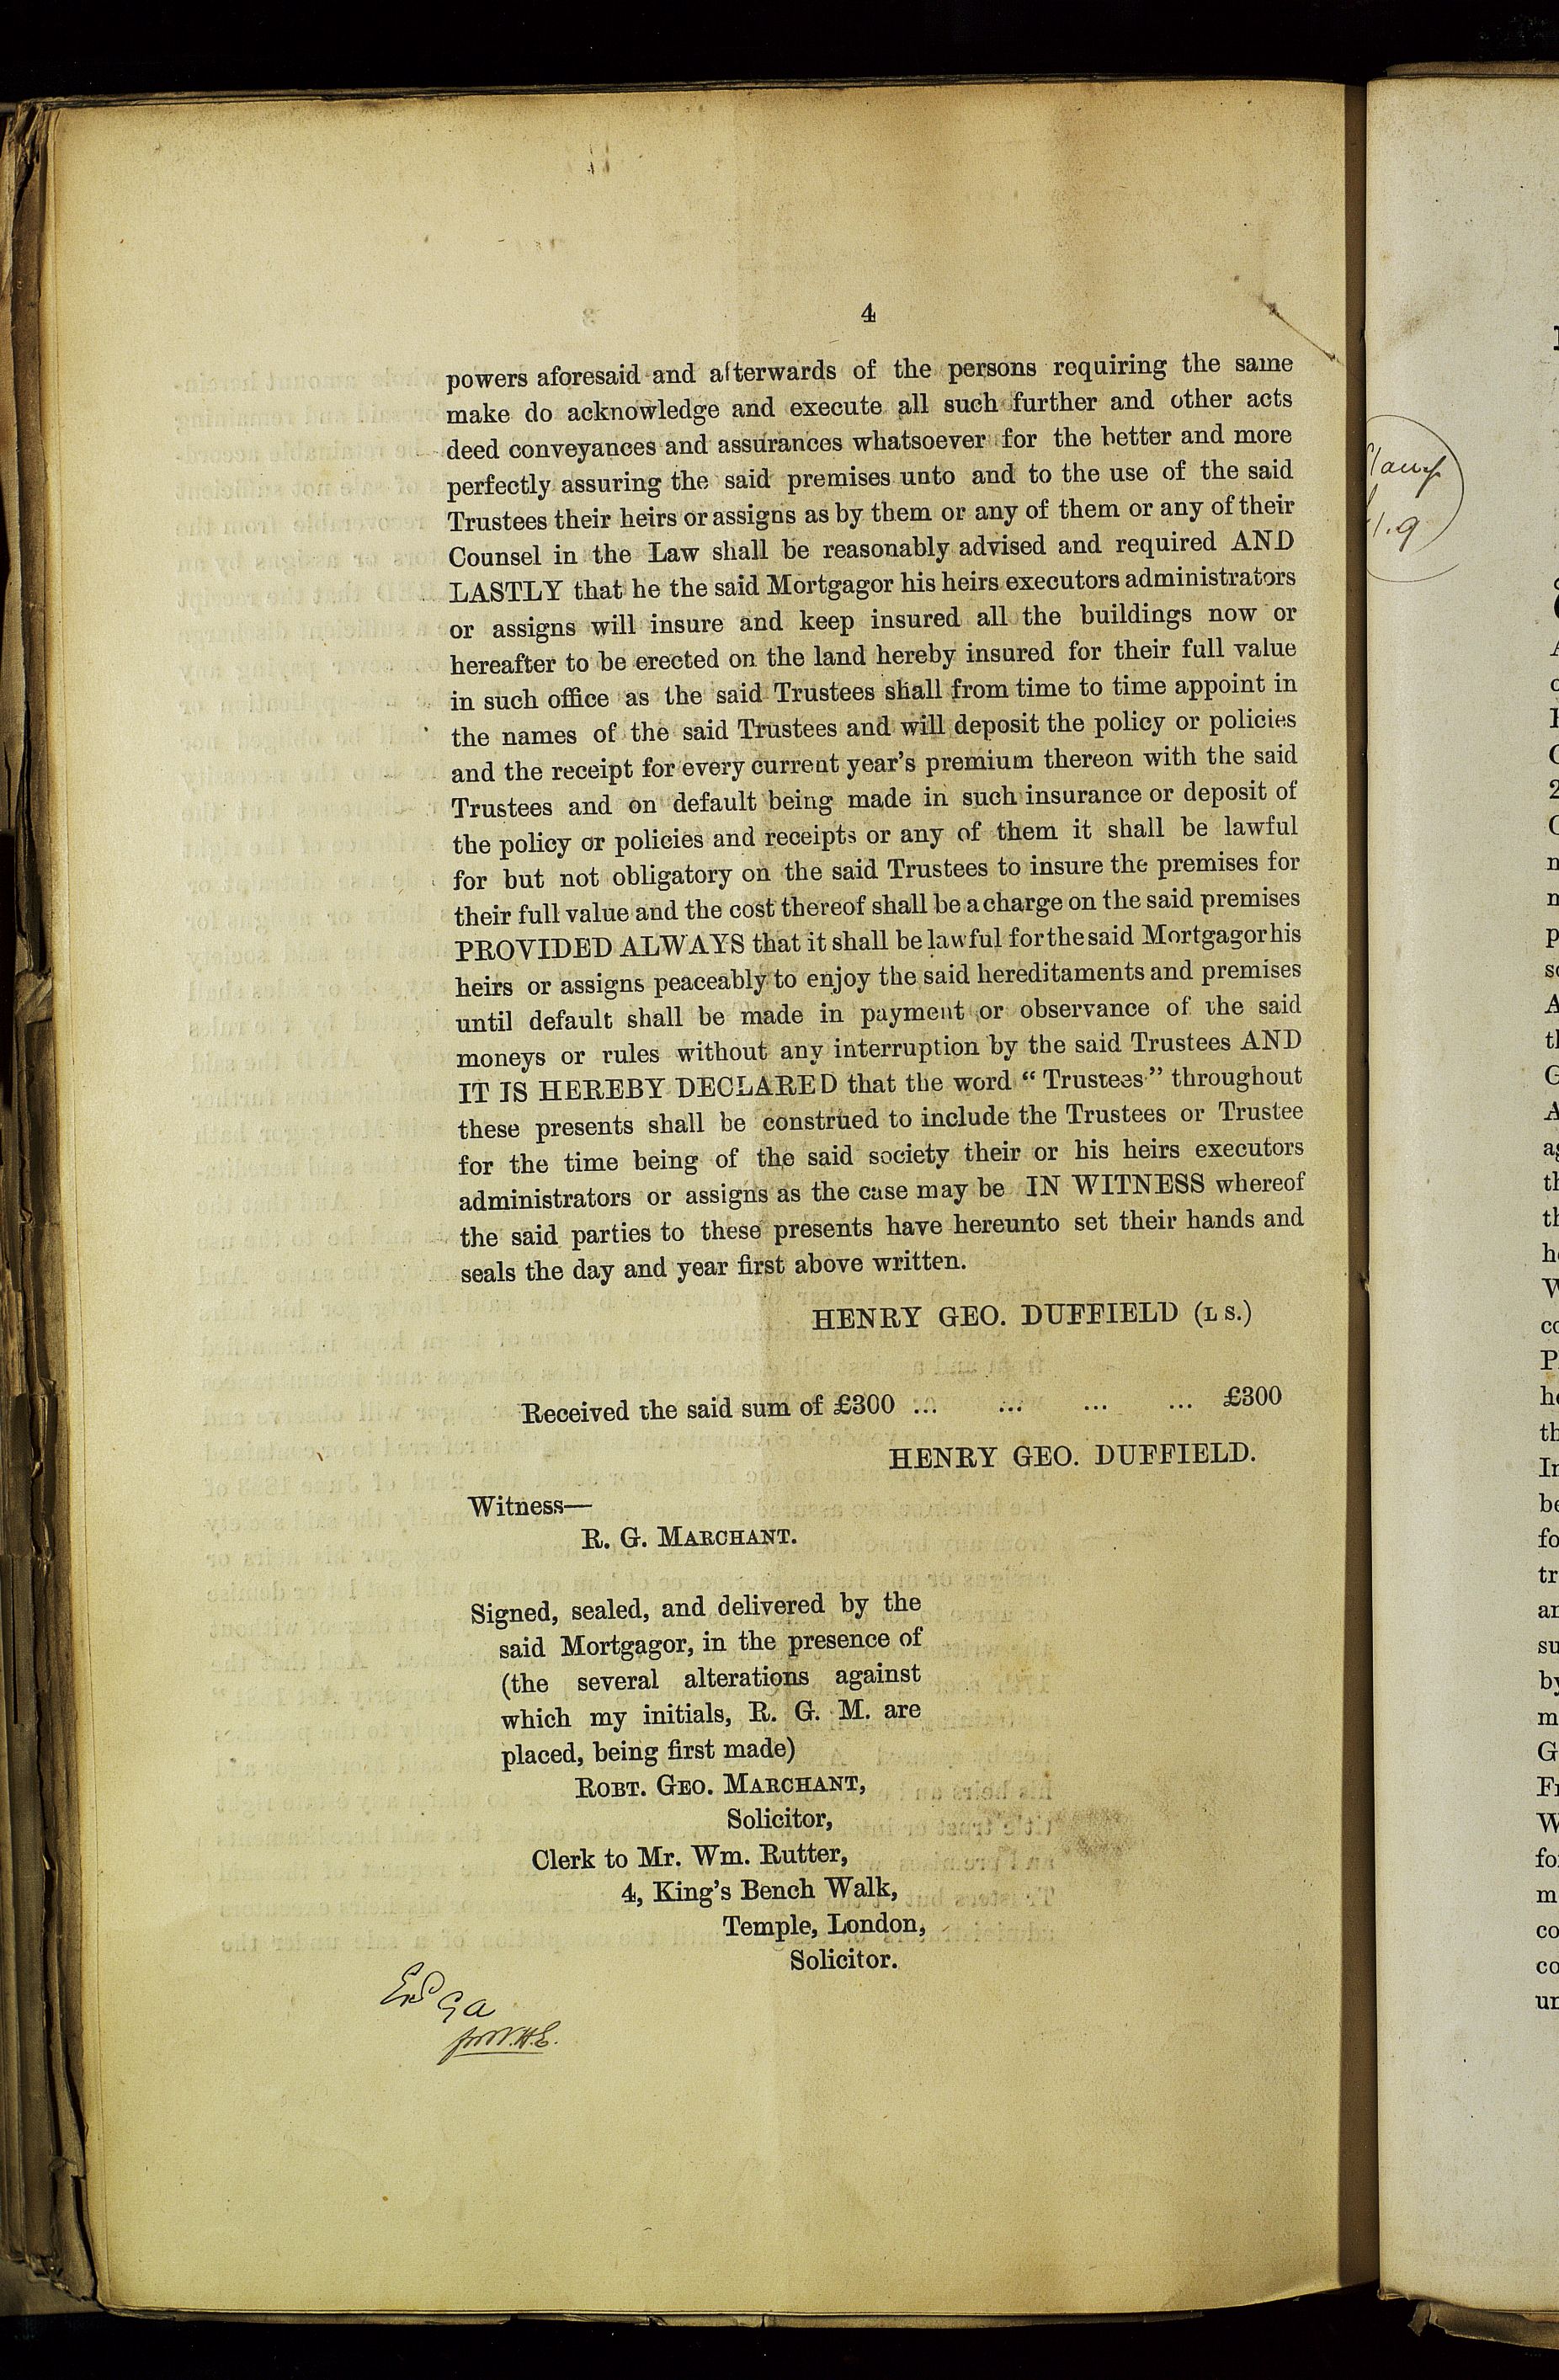 4
powers aforesaid and afterwards of the persons requiring the same
make do acknowledge and execute all such further and other acts
deed conveyances and assurances whatsoever for the better and more
perfectly assuring the said premises unto and to the use of the said
Trustees their heirs or assigns as by them or any of them or any of their
Counsel in the Law shall be reasonably advised and required AND
LASTLY that he the said Mortgagor his heirs executors administrators
or assigns will insure and keep insured all the buildings now or
hereafter to be erected on the land hereby insured for their full value
in such office as the said Trustees shall from time to time appoint in
the names of the said Trustees and will deposit the policy or policies
and the receipt for every current year's premium thereon with the said
Trustees and on default being made in such insurance or deposit of
the policy or policies and receipts or any of them it shall be lawful
for but not obligatory on the said Trustees to insure the premises for
their full value and the cost thereof shall be a charge on the said premises
PROVIDED ALWAYS that it shall be lawful for the said Mortgagor his
heirs or assigns peaceably to enjoy the said hereditaments and premises
until default shall be made in payment or observance of the said
moneys or rules without any interruption by the said Trustees AND
IT IS HEREBY DECLARED that the word "Trustees" throughout
these presents shall be construed to include the Trustees or Trustee
for the time being of the said society their or his heirs executors
administrators or assigns as the case may be IN WITNESS whereof
the said parties to these presents have hereunto set their hands and
seals the day and year first above written.
HENRY GEO. DUFFIELD (L S.)
Received the said sum of £300 ... ... ... ... £300
HENRY GEO. DUFFIELD.
Witness—
R. G. MARCHANT.
Signed, sealed, and delivered by the
said Mortgagor, in the presence of
(the several alterations against
which my initials, R. G. M. are
placed, being first made)
ROBT. GEO. MARCHANT,
Solicitor,
Clerk to Mr. Wm. Rutter,
4, King's Bench Walk,
Temple, London,
Solicitor.